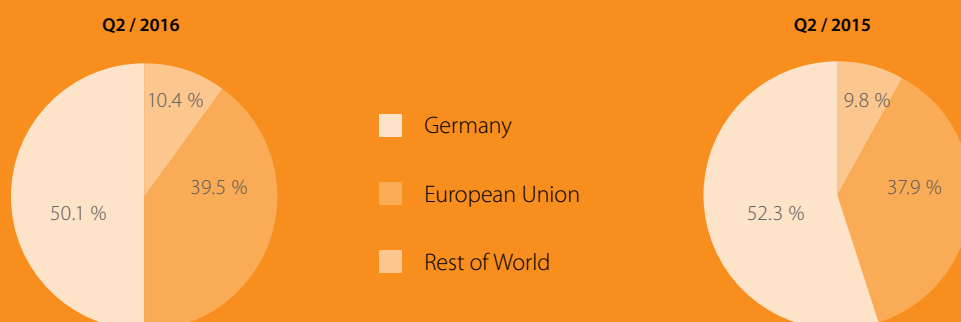 Q2 / 2016
10.4 %
39.5 %
50.1 %
Germany
European Union
Rest of World
Q2 / 2015
9.8 %
37.9 %
52.3 %